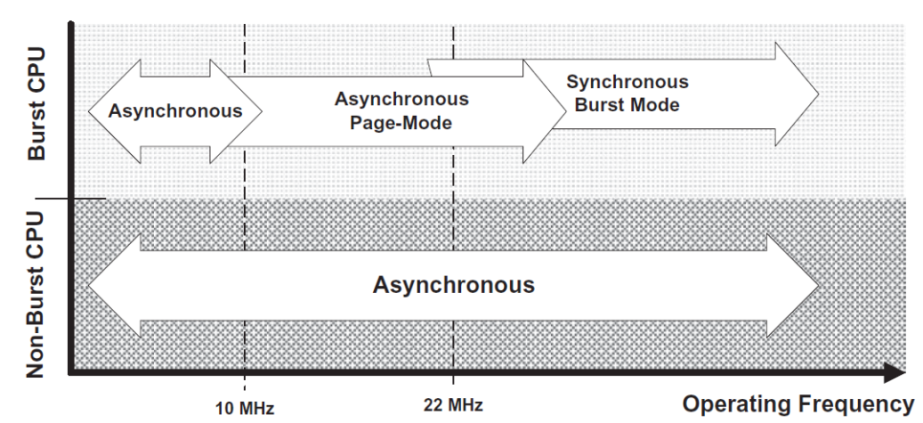 Burst CPU
Asynchronous
Asynchronous
Page-Mode
Synchronous
Burst Mode
Non-Burst CPU
Asynchronous
10 MHz
22 MHz
Operating Frequency